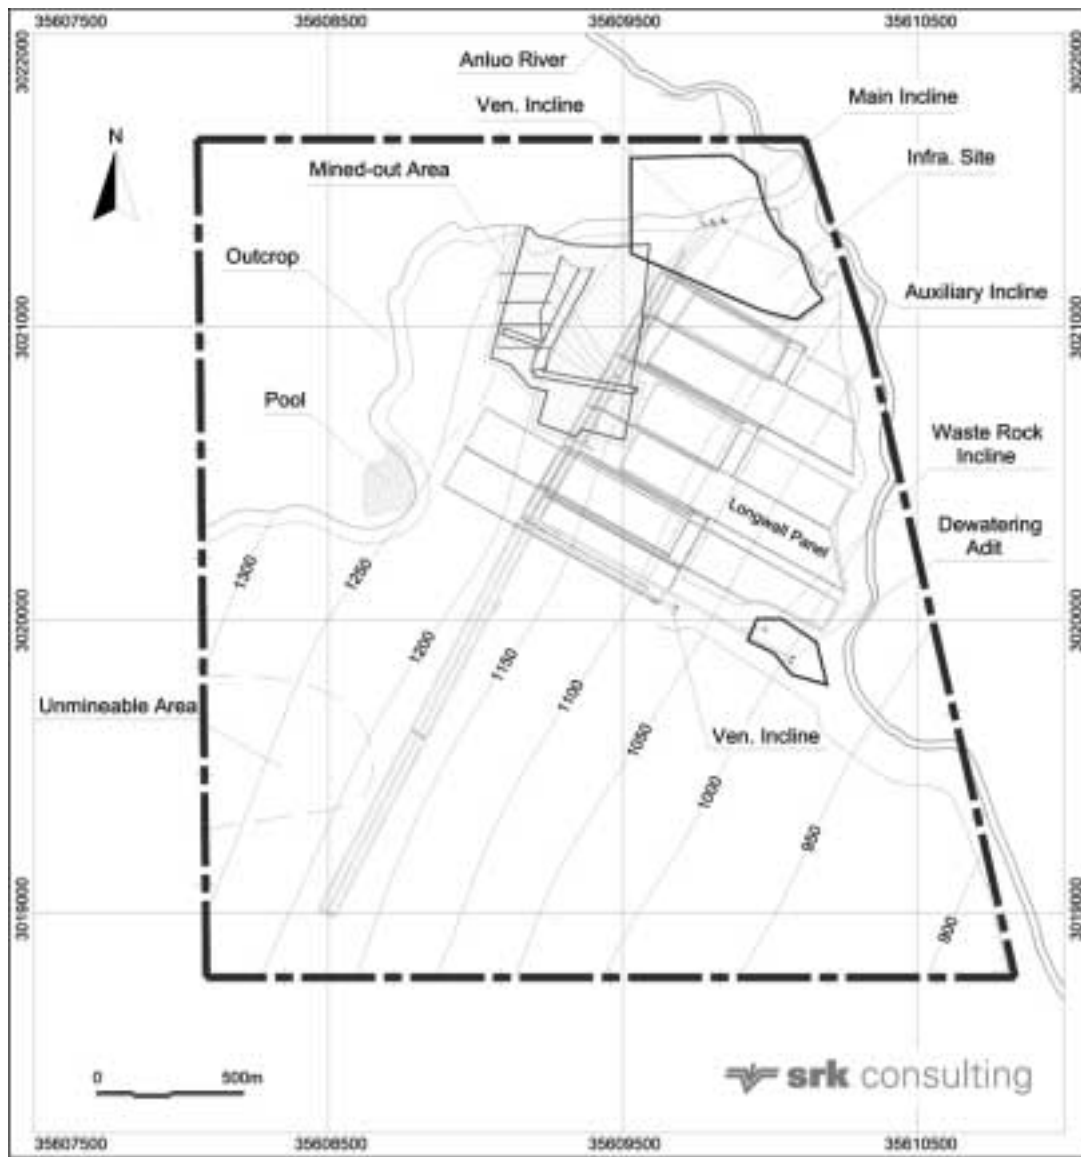 35607500
35608500
35609500
35610500
3022000
3022000
Anluo River
Ven. Incline
Main Incline
N
Mined-out Area
Infra. Site
Outcrop
Auxiliary Incline
3021000
3021000
Pool
Waste Rock
Incline
Longwall Panel
Dewatering
Adit
1300
1250
3020000
3020000
1200
1150
1100
Unmineable Area
1050
Ven. Incline
1000
950
900
3019000
3019000
0
500m
srk consulting
35607500
35608500
35609500
35610500